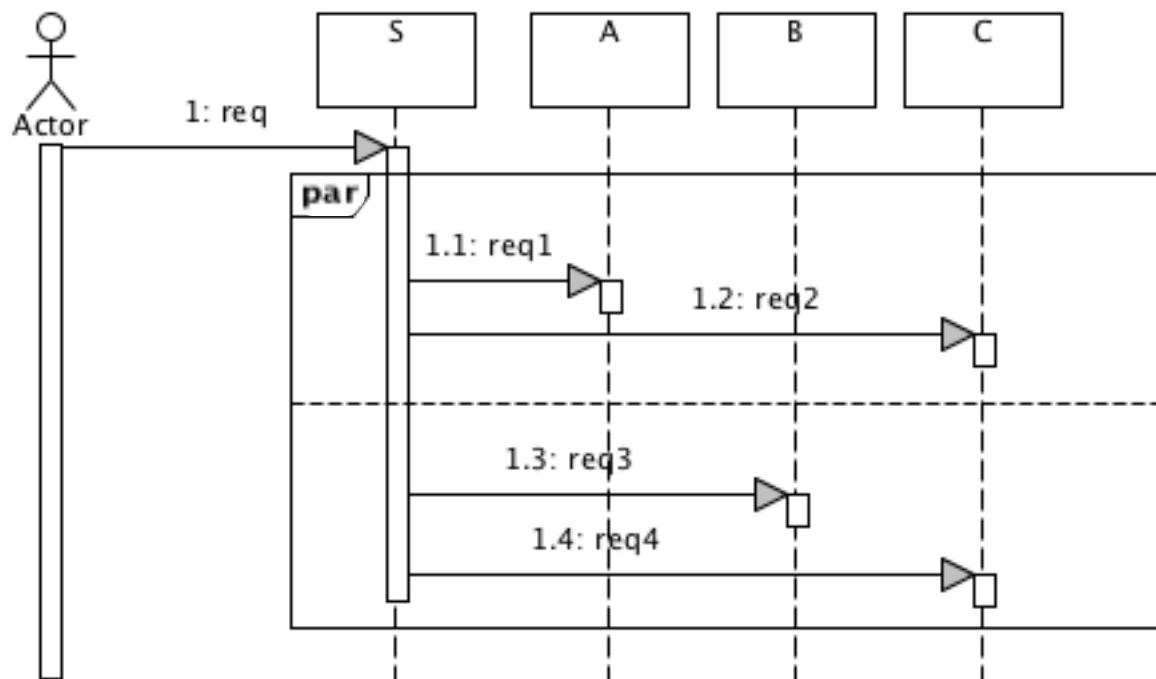 S
A
B
C
Actor
1: req
par
1.1: req1
1.2: req2
1.3: req3
1.4: req4